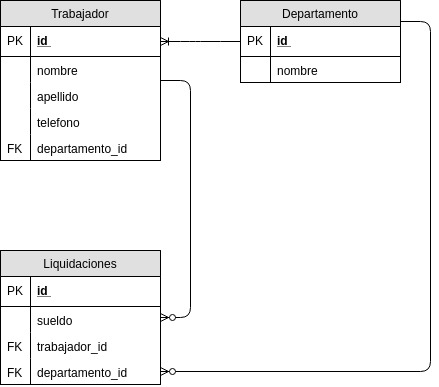 Trabajador
PK id
nombre
apellido
telefono
FK departamento_id
Departamento
PK id
nombre
Liquidaciones
PK id
sueldo
FK trabajador_id
FK departamento_id